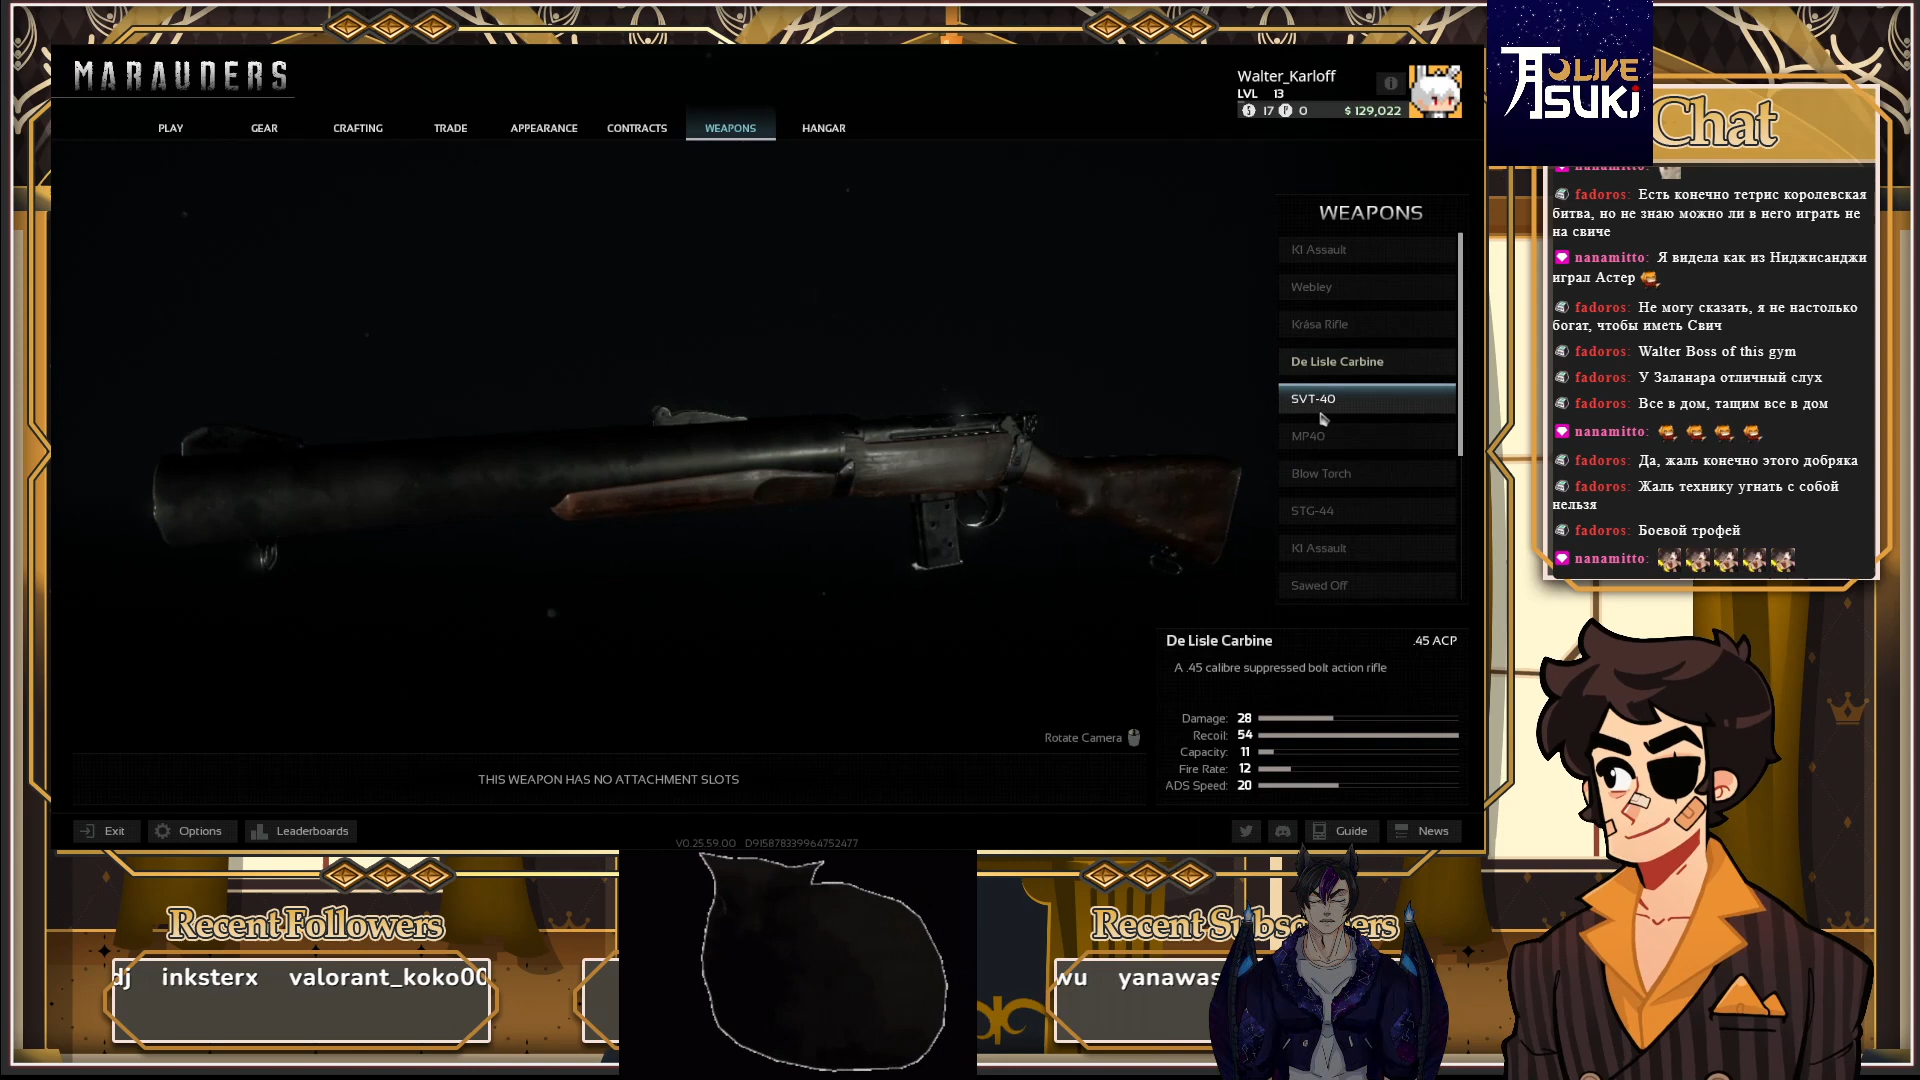 MARAUDERS
Walter_Karloff
LVL 13
17 0 $ 129,022
PLAY GEAR CRAFTING TRADE APPEARANCE CONTRACTS WEAPONS HANGAR
WEAPONS
KI Assault
Webley
Krása Rifle
De Lisle Carbine
SVT-40
MP40
Blow Torch
STG-44
KI Assault
Sawed Off
De Lisle Carbine .45 ACP
A .45 calibre suppressed bolt action rifle
Damage: 28
Recoil: 54
Capacity: 11
Fire Rate: 12
ADS Speed: 20
Rotate Camera
THIS WEAPON HAS NO ATTACHMENT SLOTS
Exit Options Leaderboards
Guide News
V0.25.59.00 D915878339964752477
月 LIVE
TSUKi
Chat
nanamitto:
fadoros: Есть конечно тетрис королевская
битва, но не знаю можно ли в него играть не
на свиче
nanamitto: Я видела как из Ниджисанджи
играл Астер
fadoros: Не могу сказать, я не настолько
богат, чтобы иметь Свич
fadoros: Walter Boss of this gym
fadoros: У Заланара отличный слух
fadoros: Все в дом, тащим все в дом
nanamitto:
fadoros: Да, жаль конечно этого добряка
fadoros: Жаль технику угнать с собой
нельзя
fadoros: Боевой трофей
nanamitto:
Recent Followers
dj inksterx valorant_koko00
Recent Subscribers
wu yanawas